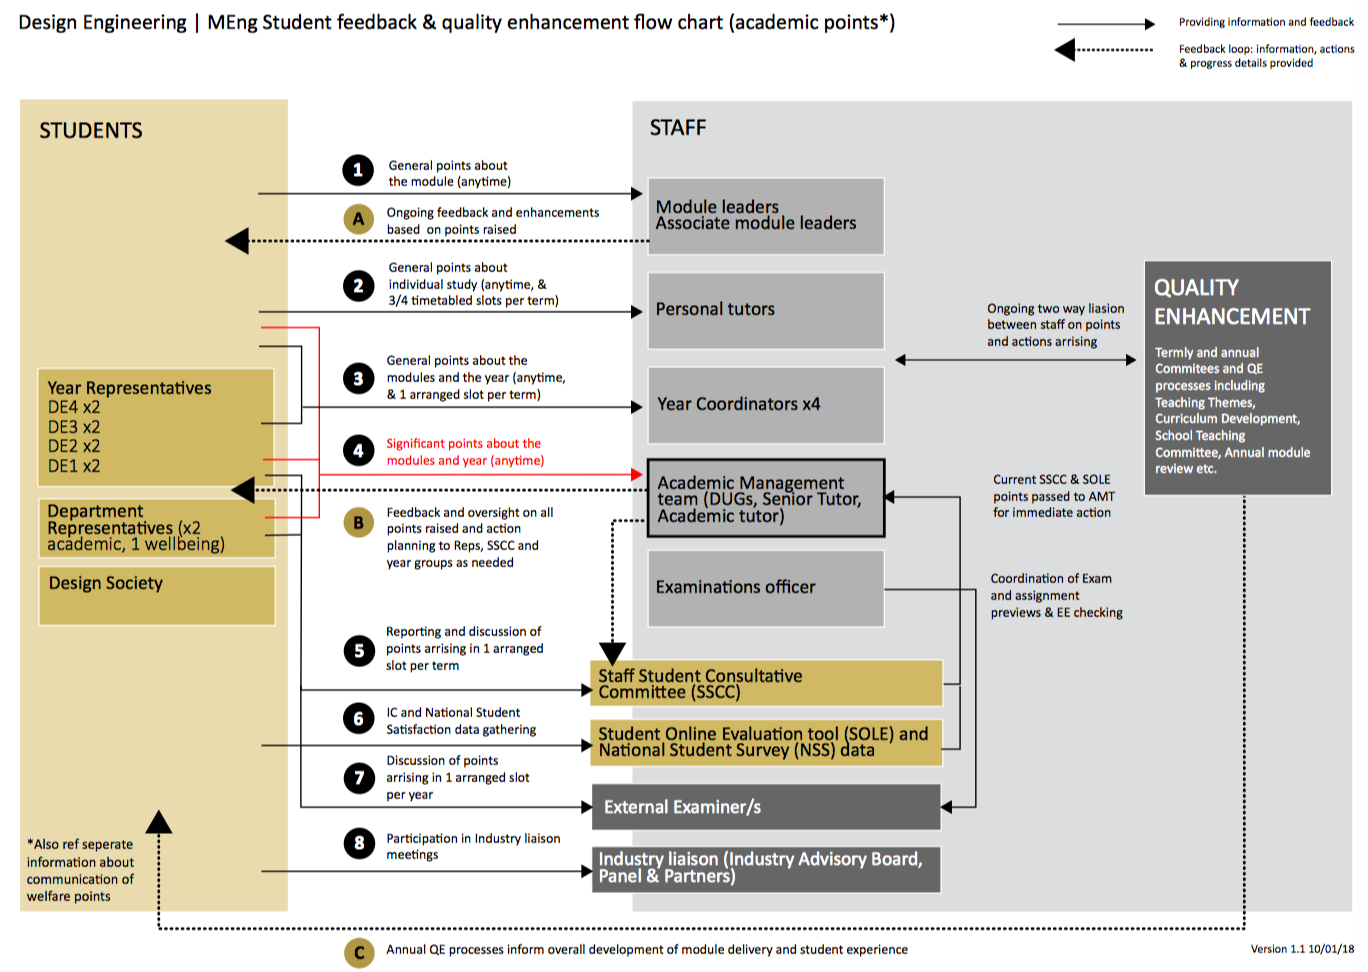 Design Engineering | MEng Student feedback & quality enhancement flow chart (academic points*)
Providing information and feedback
Feedback loop: information, actions
& progress details provided
STUDENTS
STAFF
1
General points about
the module (anytime)
A
Ongoing feedback and enhancements
based on points raised
Module leaders
Associate module leaders
2
General points about
individual study (anytime, &
3/4 timetabled slots per term)
Personal tutors
Ongoing two way liasion
between staff on points
and actions arrising
QUALITY
ENHANCEMENT
Termly and annual
Commitees and QE
processes including
Teaching Themes,
Curriculum Development,
School Teaching
Committee, Annual module
review etc.
3
General points about the
modules and the year (anytime,
& 1 arranged slot per term)
Year Coordinators x4
Year Representatives
DE4 x2
DE3 x2
DE2 x2
DE1 x2
4
Significant points about the
modules and year (anytime)
Academic Management
team (DUGs, Senior Tutor,
Academic tutor)
Current SSCC & SOLE
points passed to AMT
for immediate action
Department
Representatives (x2
academic, 1 wellbeing)
B
Feedback and oversight on all
points raised and action
planning to Reps, SSCC and
year groups as needed
Design Society
Examinations officer
Coordination of Exam
and assignment
previews & EE checking
5
Reporting and discussion of
points arriving in 1 arranged
slot per term
Staff Student Consultative
Committee (SSCC)
6
IC and National Student
Satisfaction data gathering
Student Online Evaluation tool (SOLE) and
National Student Survey (NSS) data
7
Discussion of points
arriving in 1 arranged slot
per year
External Examiner/s
8
Participation in Industry liaison
meetings
Industry liaison (Industry Advisory Board,
Panel & Partners)
*Also ref seperate
information about
communication of
welfare points
C
Annual QE processes inform overall development of module delivery and student experience
Version 1.1 10/01/18